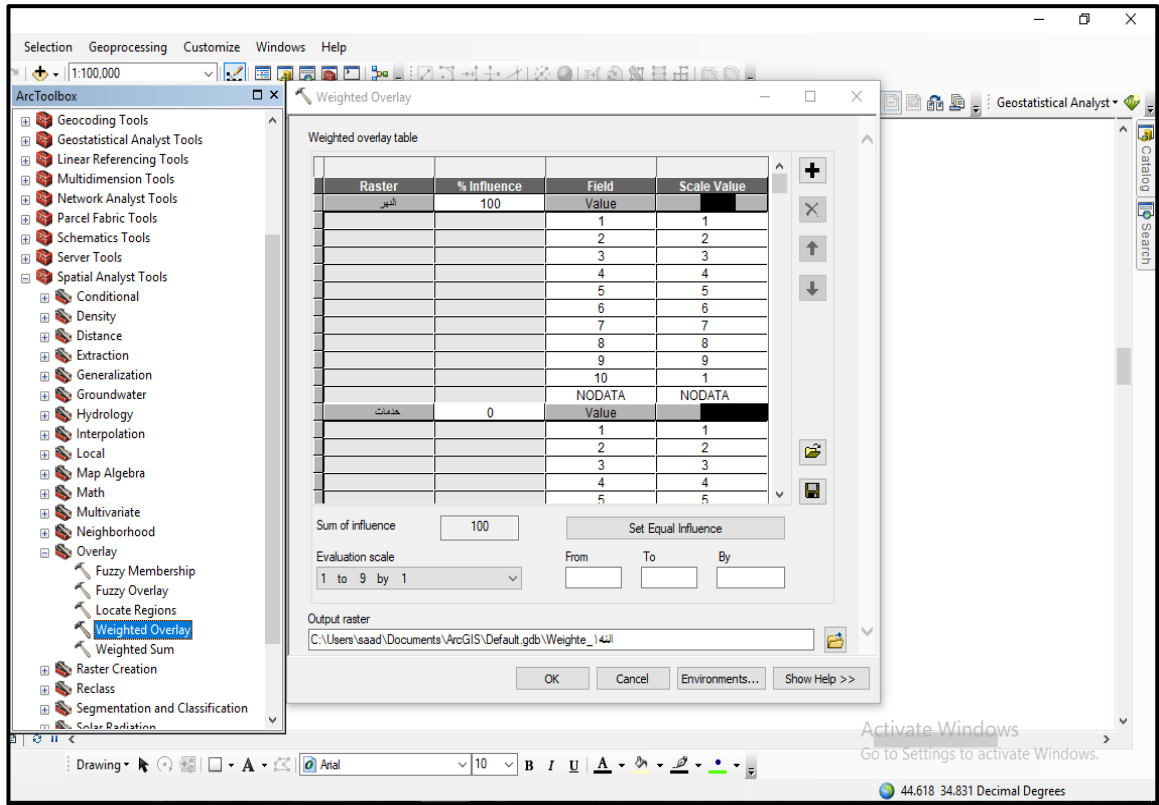 Selection Geoprocessing Customize Windows Help
1:100,000
ArcToolbox
Geocoding Tools
Geostatistical Analyst Tools
Linear Referencing Tools
Multidimension Tools
Network Analyst Tools
Parcel Fabric Tools
Schematics Tools
Server Tools
Spatial Analyst Tools
Conditional
Density
Distance
Extraction
Generalization
Groundwater
Hydrology
Interpolation
Local
Map Algebra
Math
Multivariate
Neighborhood
Overlay
Fuzzy Membership
Fuzzy Overlay
Locate Regions
Weighted Overlay
Weighted Sum
Raster Creation
Reclass
Segmentation and Classification
Solar Radiation
Weighted Overlay
Weighted overlay table
Raster % Influence Field Scale Value
النهر 100 Value
1 1
2 2
3 3
4 4
5 5
6 6
7 7
8 8
9 9
10 1
NODATA NODATA
خدمات 0 Value
1 1
2 2
3 3
4 4
5 5
Sum of influence 100 Set Equal Influence
Evaluation scale From To By
1 to 9 by 1
Output raster
C:\Users\saad\Documents\ArcGIS\Default.gdb\Weighte_
OK Cancel Environments... Show Help >>
Geostatistical Analyst
Catalog
Search
Activate Windows
Go to Settings to activate Windows.
Drawing A Arial 10 B I U A
44.618 34.831 Decimal Degrees